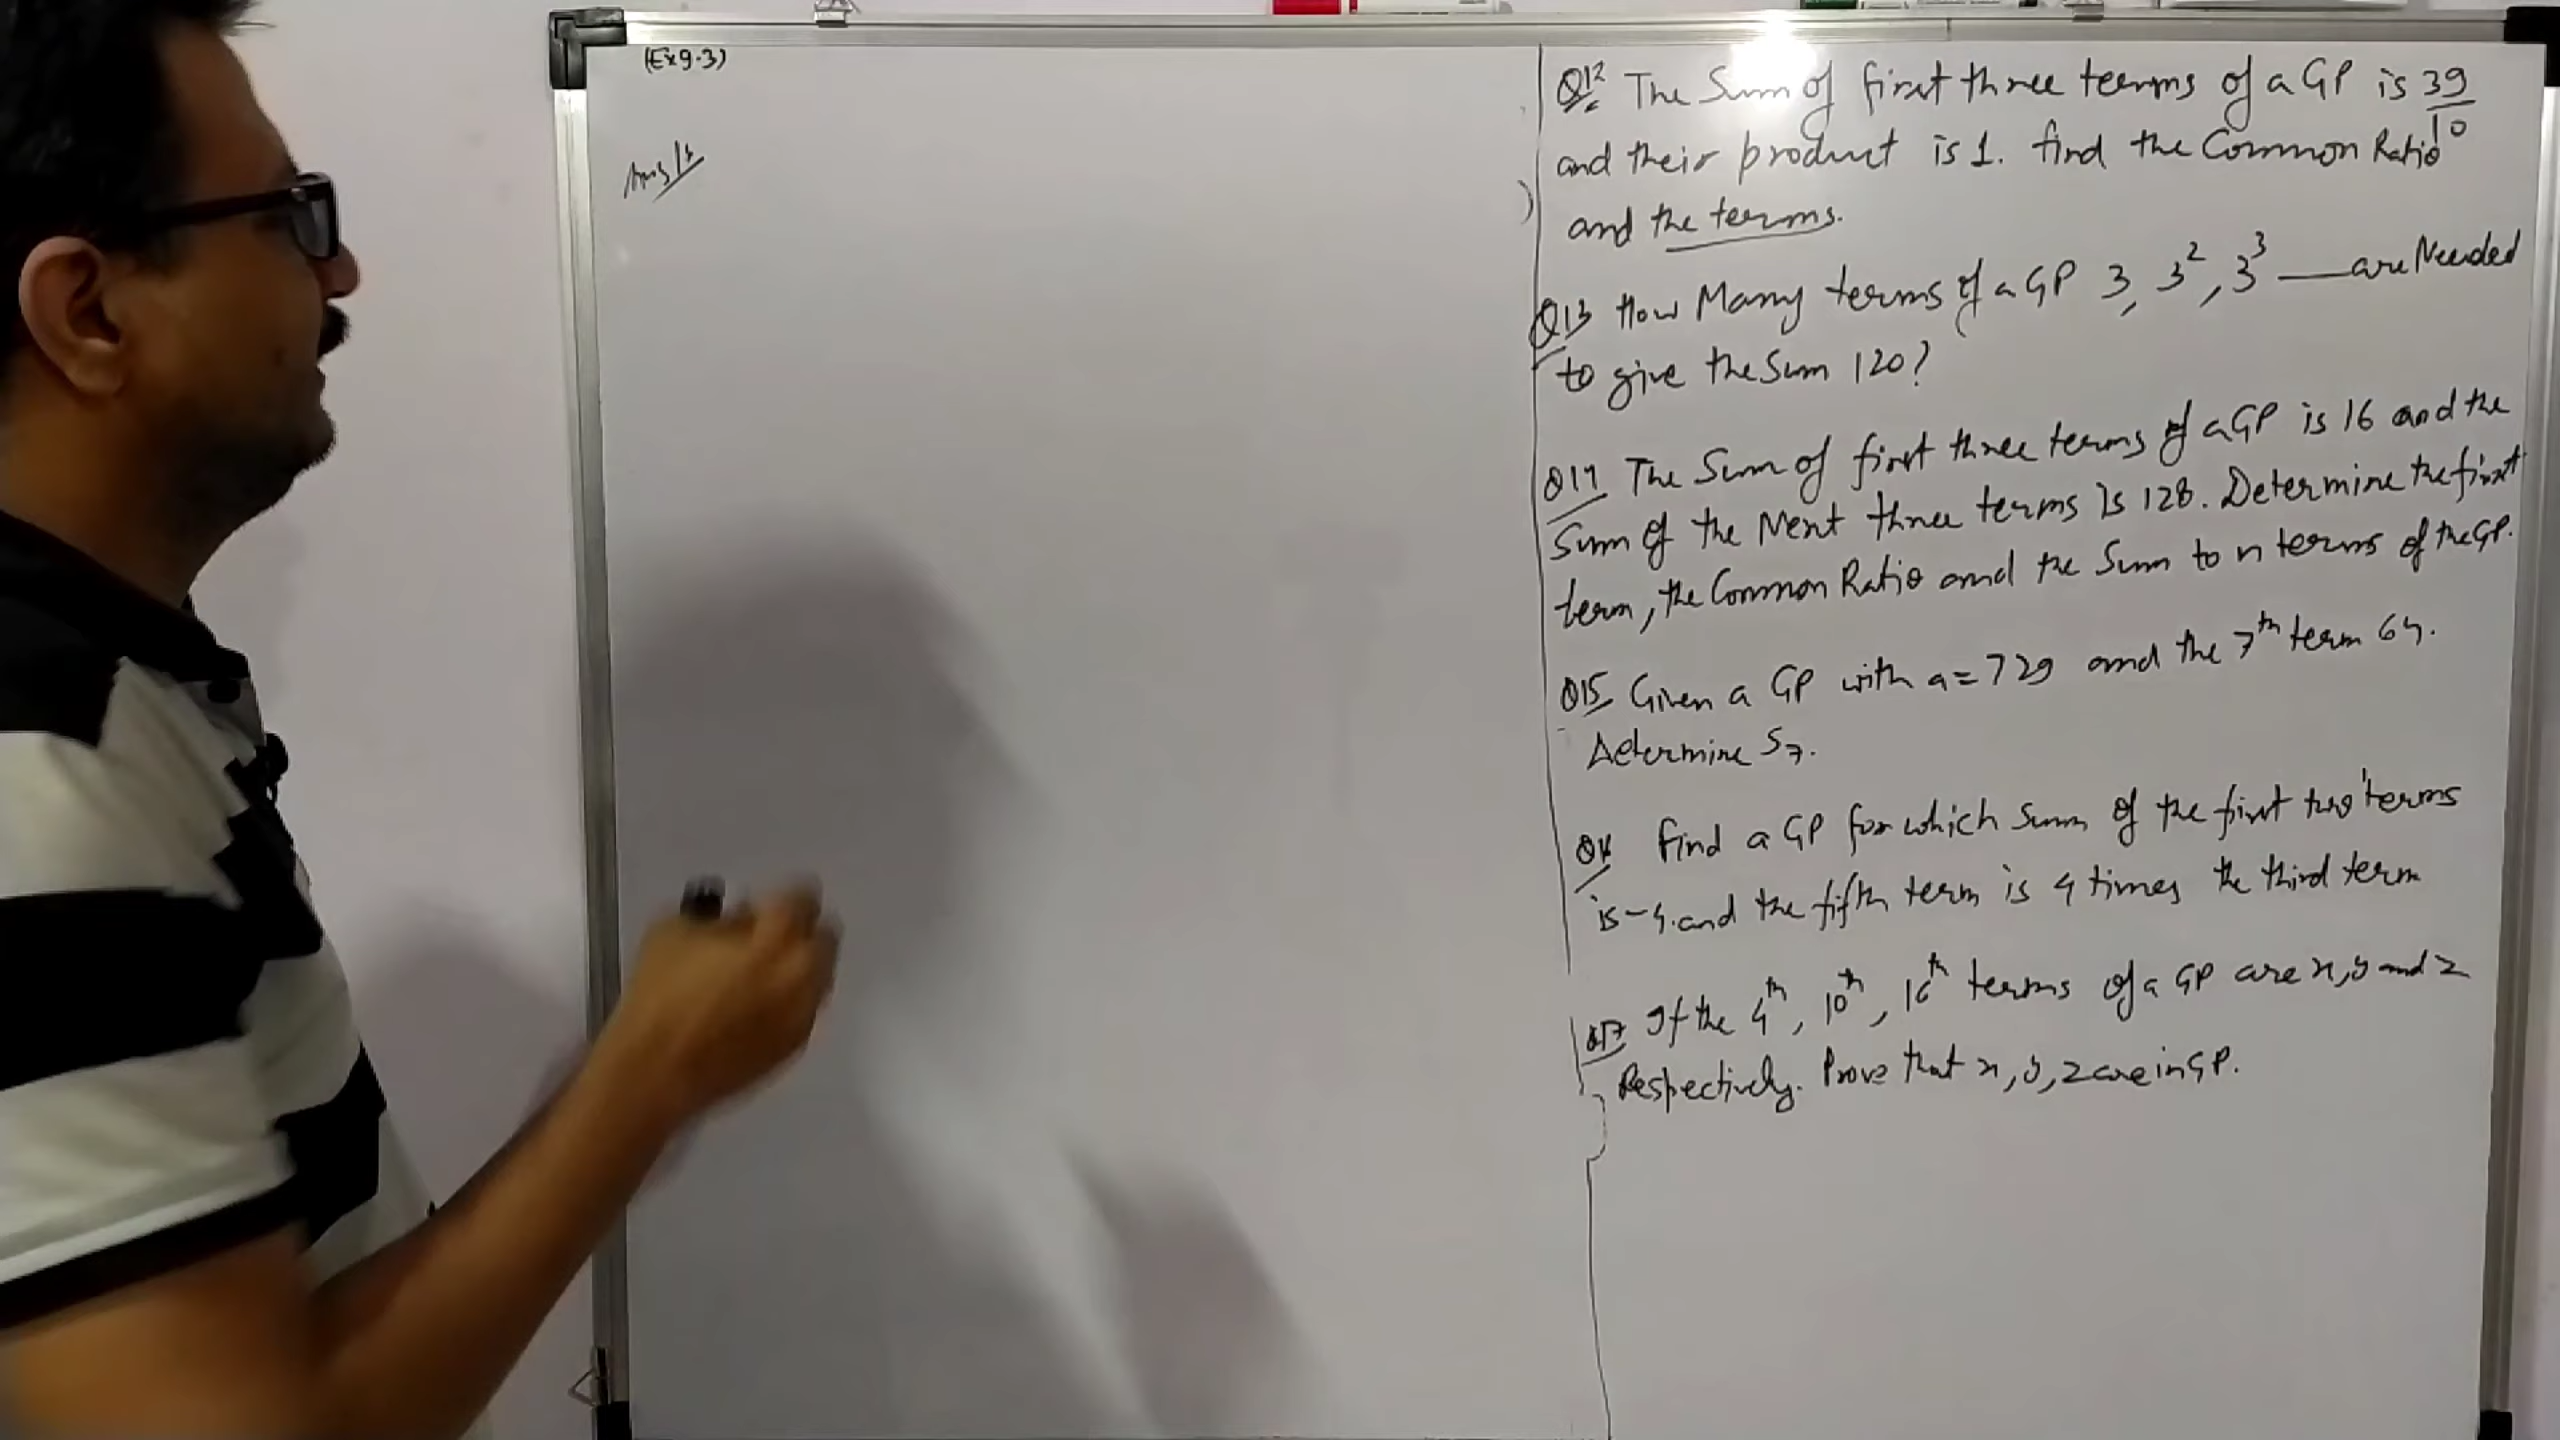 (Ex 9.3)
Q12 The Sum of first three terms of a GP is 39/10
and their product is 1. find the Common Ratio
and the terms.
Q13 How Many terms of a GP 3, 3², 3³ — are Needed
to give the Sum 120?
Q14 The Sum of first three terms of a GP is 16 and the
Sum of the Next three terms is 128. Determine the first
term, the Common Ratio and the Sum to n terms of the GP.
Q15 Given a GP with a = 729 and the 7th term 64.
Determine S₇.
Q16 Find a GP for which Sum of the first two terms
is -4. and the fifth term is 4 times the third term
Q17 If the 4th, 10th, 16th terms of a GP are x, y and z
Respectively. Prove that x, y, z are in GP.